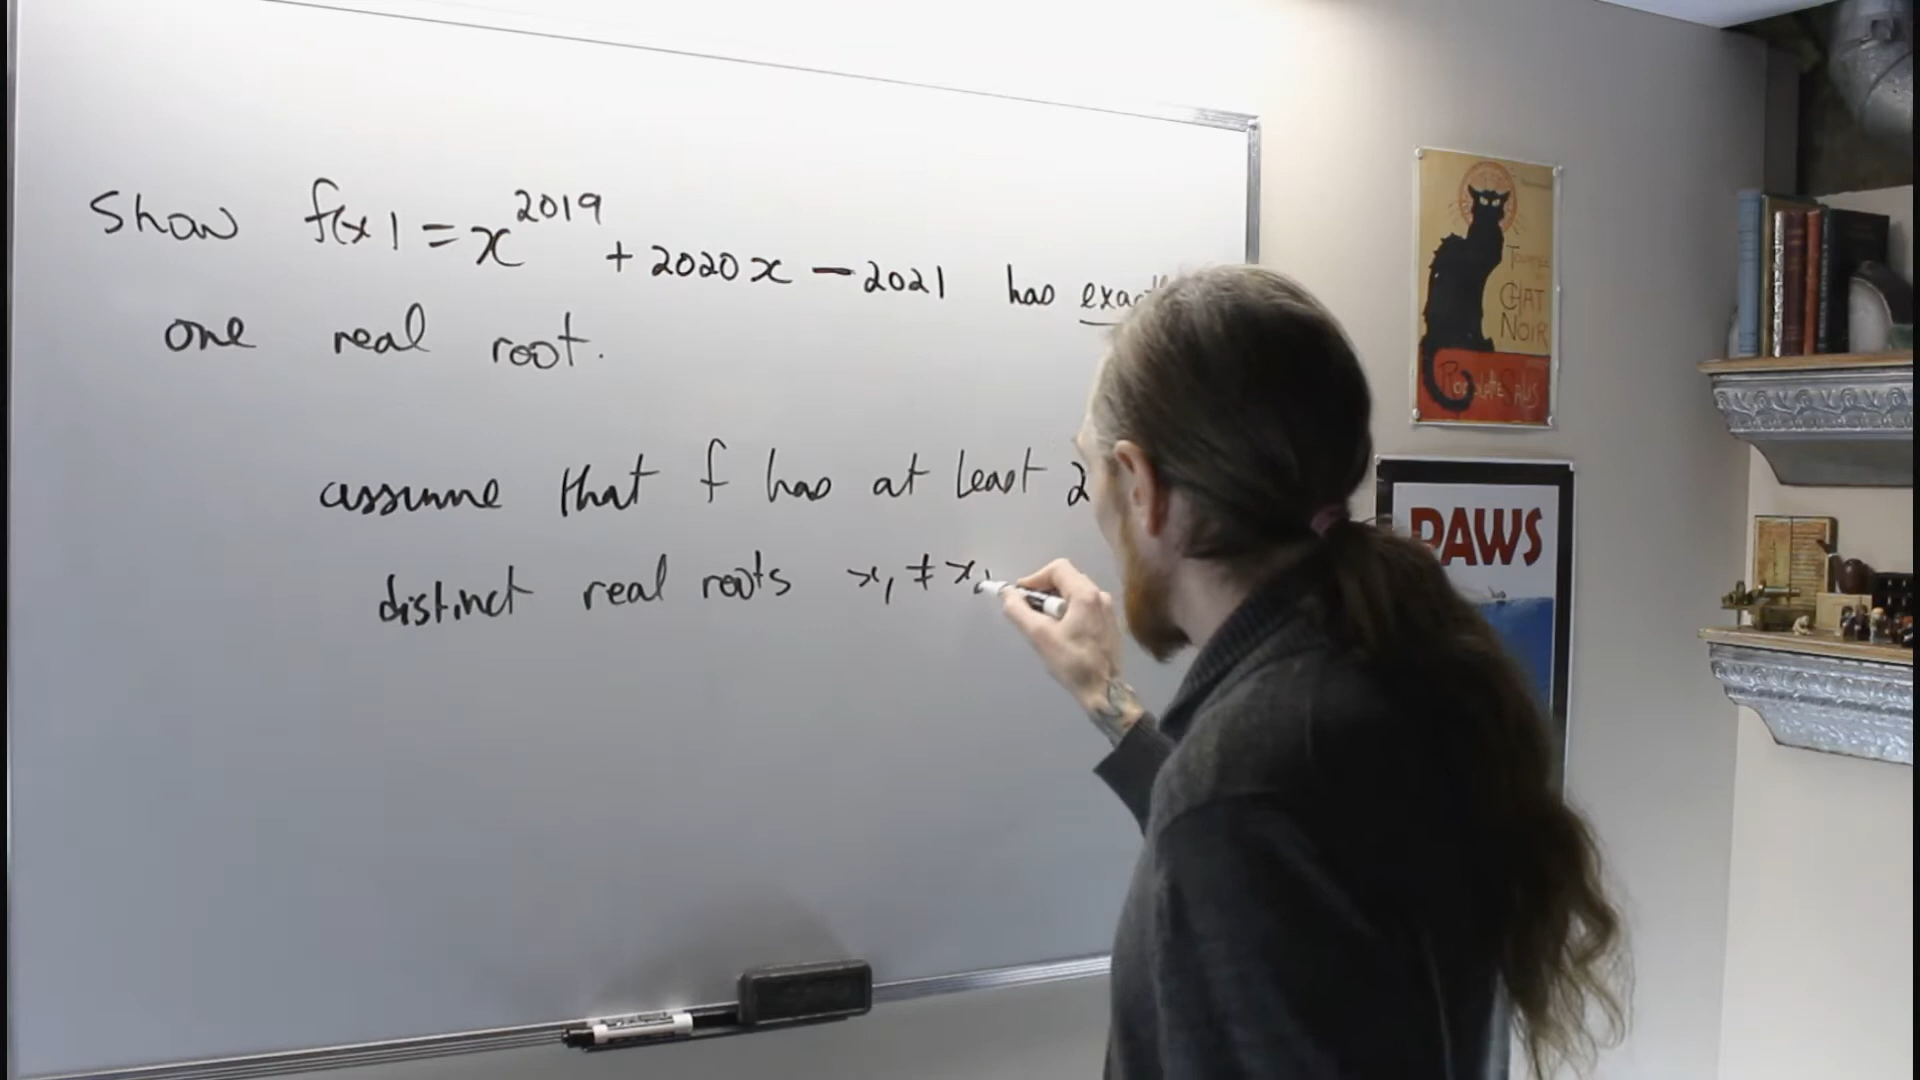 Show f(x) = x^2019 + 2020x - 2021 has
one real root.
assume that f has at least 2
distinct real roots x₁ ≠ x
CHAT
NOIR
PAWS